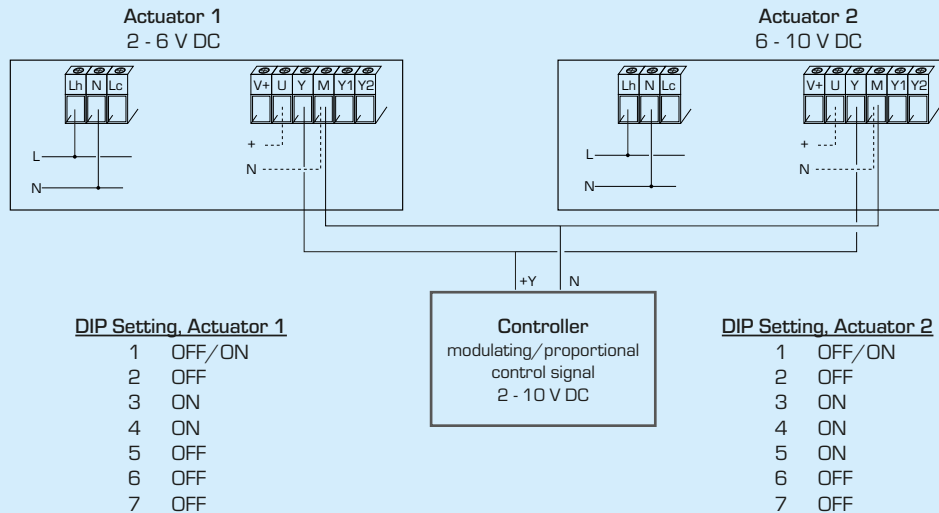 Actuator 1
2 - 6 V DC
Lh N Lc
V+ U Y M Y1 Y2
+
N
L
N
Actuator 2
6 - 10 V DC
Lh N Lc
V+ U Y M Y1 Y2
+
N
L
N
+Y N
Controller
modulating/proportional
control signal
2 - 10 V DC
DIP Setting, Actuator 1
1 OFF/ON
2 OFF
3 ON
4 ON
5 OFF
6 OFF
7 OFF
DIP Setting, Actuator 2
1 OFF/ON
2 OFF
3 ON
4 ON
5 ON
6 OFF
7 OFF